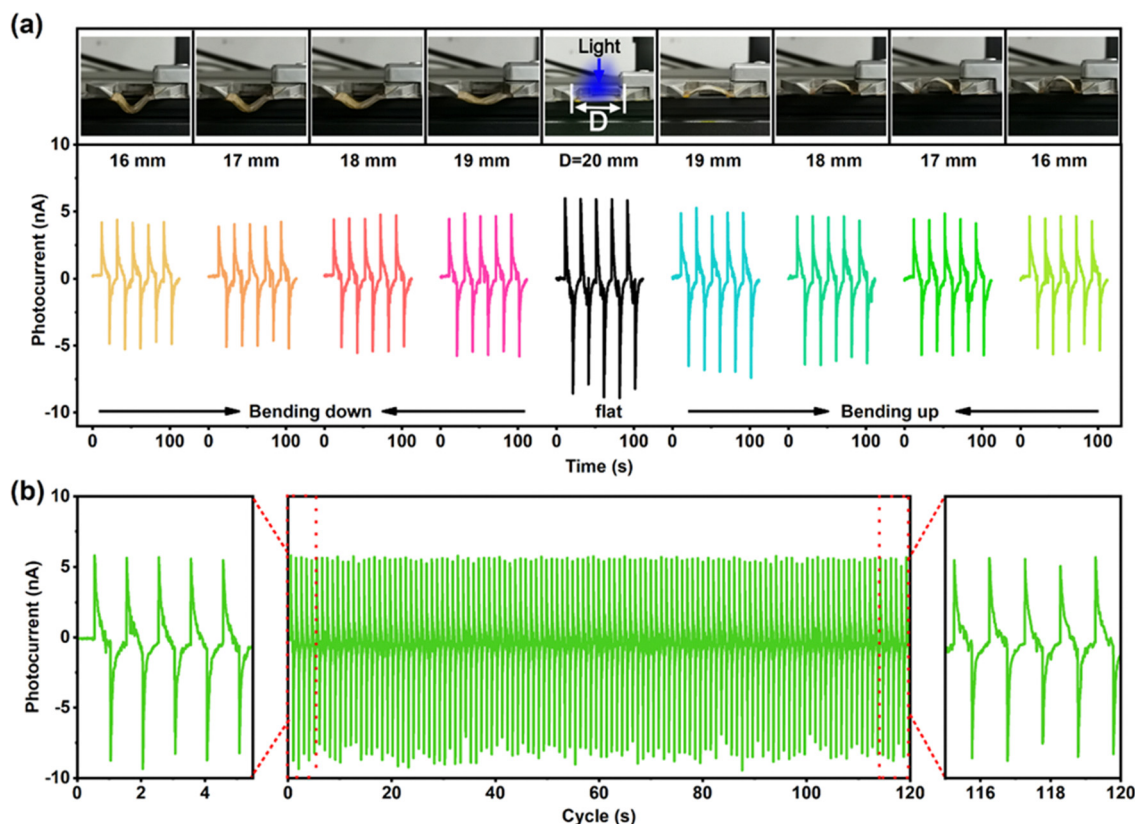 (a)
Light
D
16 mm 17 mm 18 mm 19 mm D=20 mm 19 mm 18 mm 17 mm 16 mm
10
5
0
-5
-10
Photocurrent (nA)
Bending down flat Bending up
0 100 0 100 0 100 0 100 0 100 0 100 0 100 0 100 0 100
Time (s)
(b)
10
5
0
-5
-10
Photocurrent (nA)
0 2 4 0 20 40 60 80 100 120 116 118 120
Cycle (s)